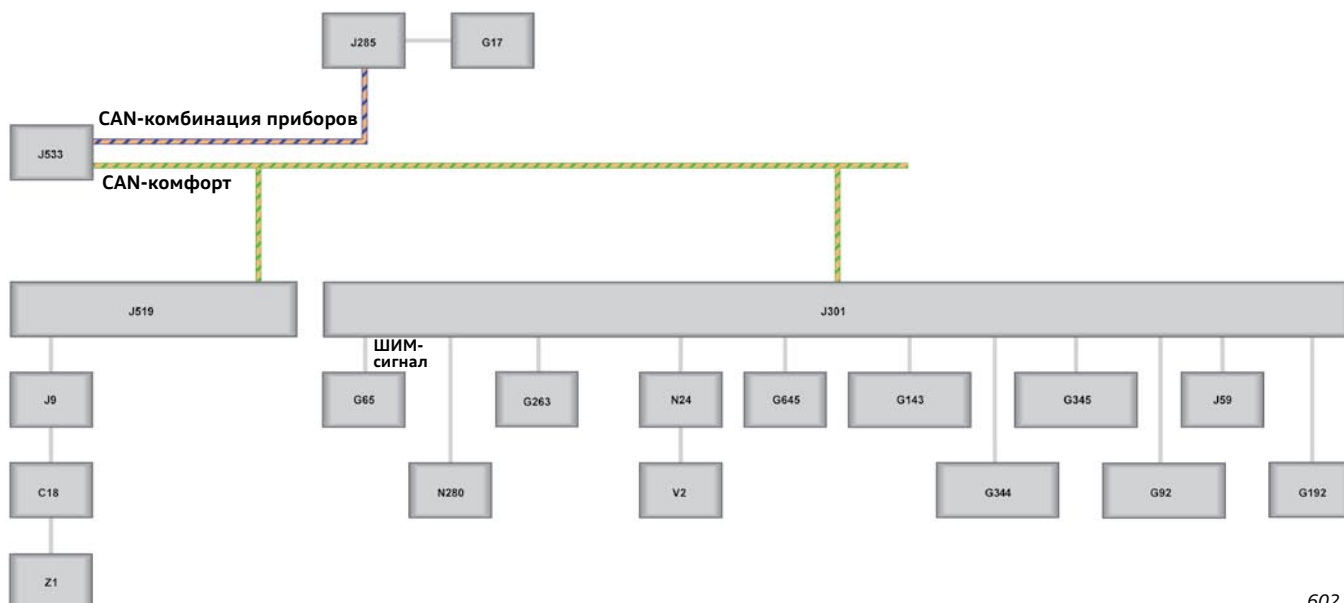 J285
G17
CAN-комбинация приборов
J533
CAN-комфорт
J519
J301
ШИМ-
сигнал
J9
G65
G263
N24
G645
G143
G345
J59
C18
N280
V2
G344
G92
G192
Z1
602